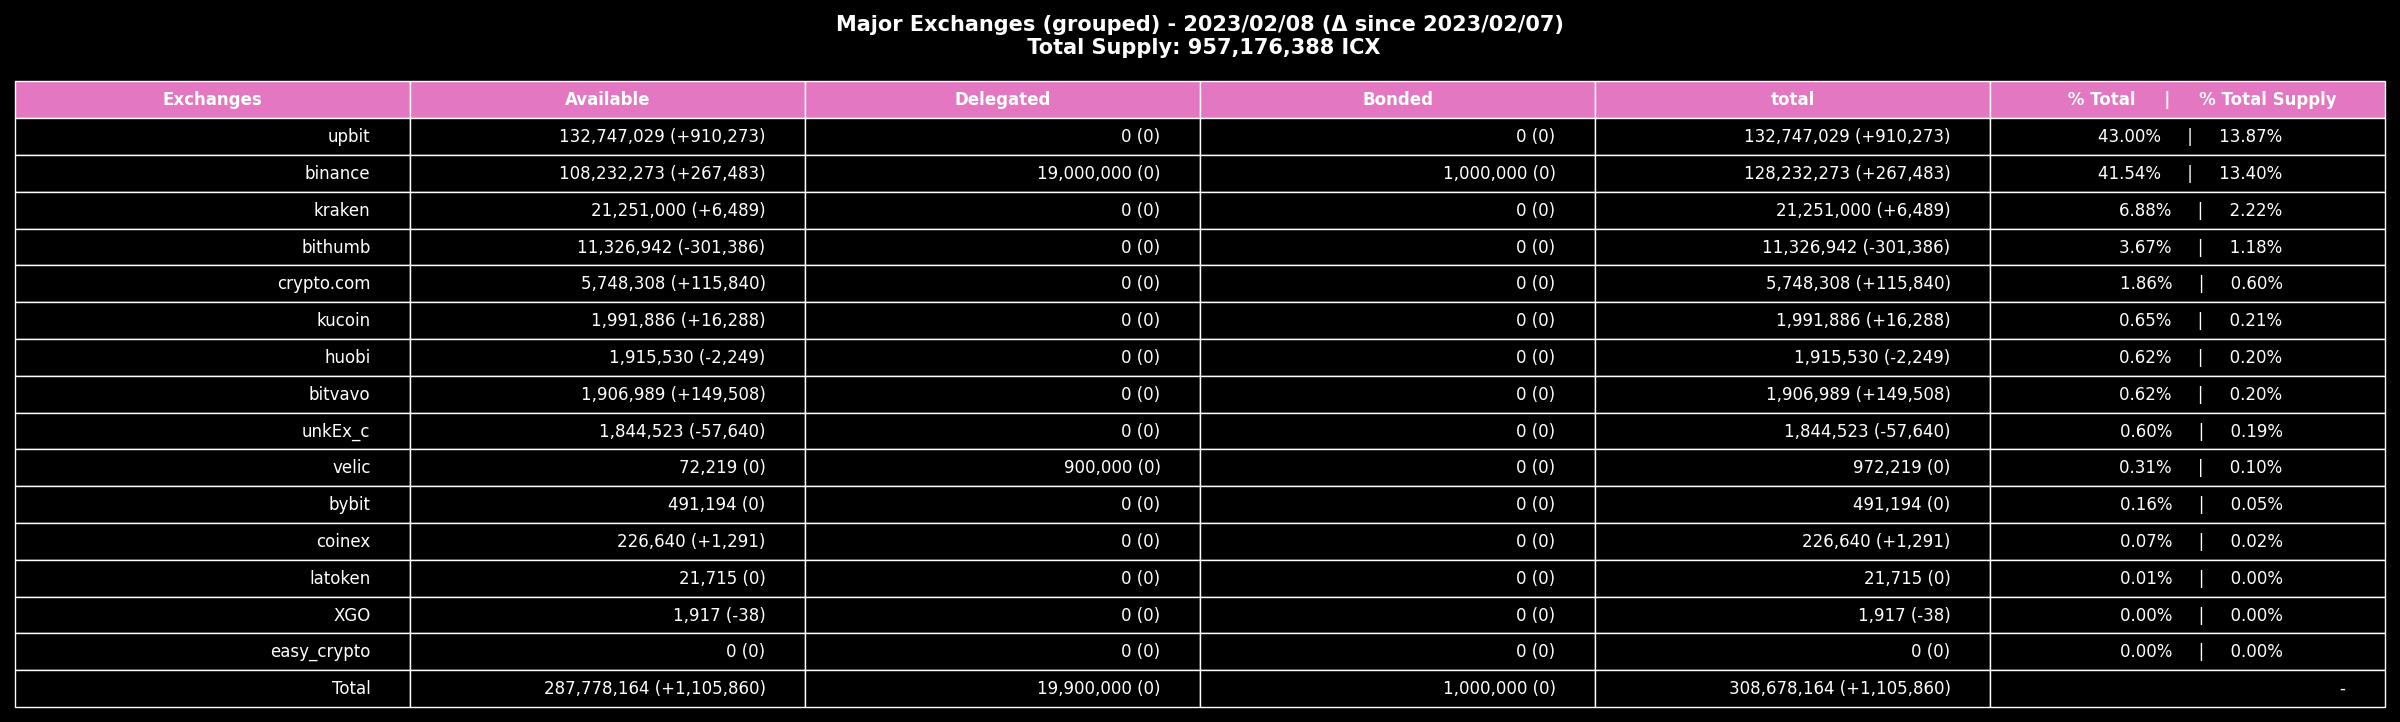 Major Exchanges (grouped) - 2023/02/08 (Δ since 2023/02/07)
Total Supply: 957,176,388 ICX
Exchanges Available Delegated Bonded total % Total | % Total Supply
upbit 132,747,029 (+910,273) 0 (0) 0 (0) 132,747,029 (+910,273) 43.00% | 13.87%
binance 108,232,273 (+267,483) 19,000,000 (0) 1,000,000 (0) 128,232,273 (+267,483) 41.54% | 13.40%
kraken 21,251,000 (+6,489) 0 (0) 0 (0) 21,251,000 (+6,489) 6.88% | 2.22%
bithumb 11,326,942 (-301,386) 0 (0) 0 (0) 11,326,942 (-301,386) 3.67% | 1.18%
crypto.com 5,748,308 (+115,840) 0 (0) 0 (0) 5,748,308 (+115,840) 1.86% | 0.60%
kucoin 1,991,886 (+16,288) 0 (0) 0 (0) 1,991,886 (+16,288) 0.65% | 0.21%
huobi 1,915,530 (-2,249) 0 (0) 0 (0) 1,915,530 (-2,249) 0.62% | 0.20%
bitvavo 1,906,989 (+149,508) 0 (0) 0 (0) 1,906,989 (+149,508) 0.62% | 0.20%
unkEx_c 1,844,523 (-57,640) 0 (0) 0 (0) 1,844,523 (-57,640) 0.60% | 0.19%
velic 72,219 (0) 900,000 (0) 0 (0) 972,219 (0) 0.31% | 0.10%
bybit 491,194 (0) 0 (0) 0 (0) 491,194 (0) 0.16% | 0.05%
coinex 226,640 (+1,291) 0 (0) 0 (0) 226,640 (+1,291) 0.07% | 0.02%
latoken 21,715 (0) 0 (0) 0 (0) 21,715 (0) 0.01% | 0.00%
XGO 1,917 (-38) 0 (0) 0 (0) 1,917 (-38) 0.00% | 0.00%
easy_crypto 0 (0) 0 (0) 0 (0) 0 (0) 0.00% | 0.00%
Total 287,778,164 (+1,105,860) 19,900,000 (0) 1,000,000 (0) 308,678,164 (+1,105,860) -